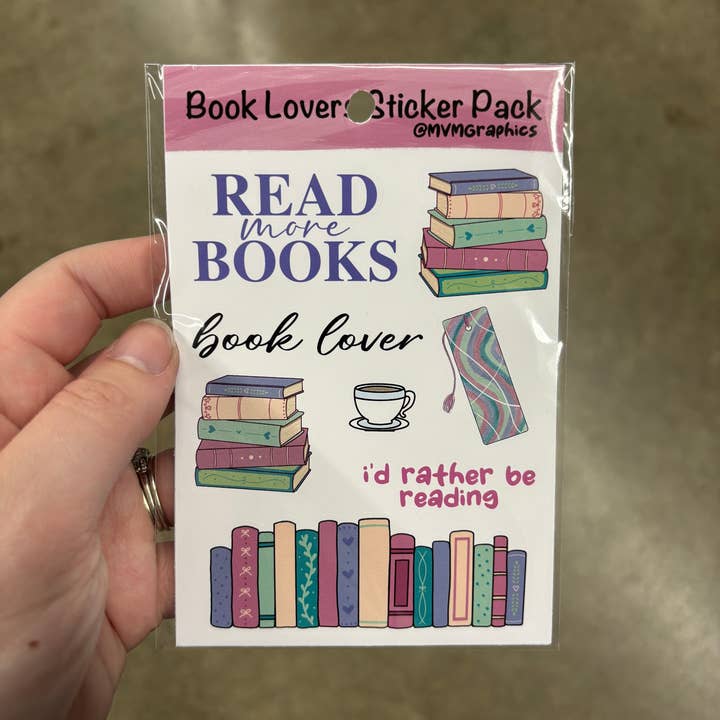 Book Lovers Sticker Pack
@MVMGraphics
READ
more
BOOKS
book lover
i'd rather be
reading